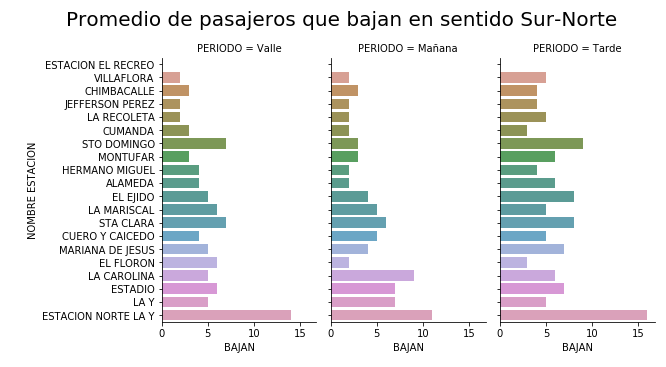 Promedio de pasajeros que bajan en sentido Sur-Norte
PERIODO = Valle
PERIODO = Mañana
PERIODO = Tarde
NOMBRE ESTACION
ESTACION EL RECREO
VILLAFLORA
CHIMBACALLE
JEFFERSON PEREZ
LA RECOLETA
CUMANDA
STO DOMINGO
MONTUFAR
HERMANO MIGUEL
ALAMEDA
EL EJIDO
LA MARISCAL
STA CLARA
CUERO Y CAICEDO
MARIANA DE JESUS
EL FLORON
LA CAROLINA
ESTADIO
LA Y
ESTACION NORTE LA Y
0 5 10 15
0 5 10 15
0 5 10 15
BAJAN
BAJAN
BAJAN